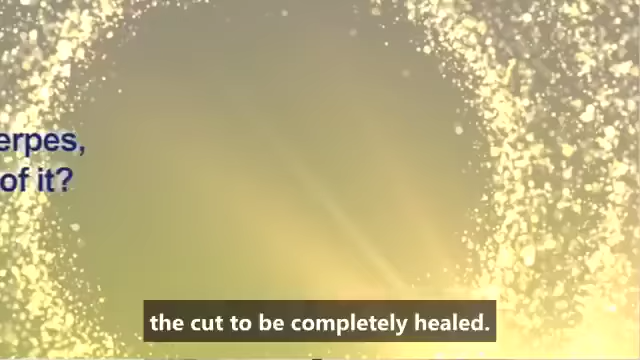 erpes,
of it?
the cut to be completely healed.